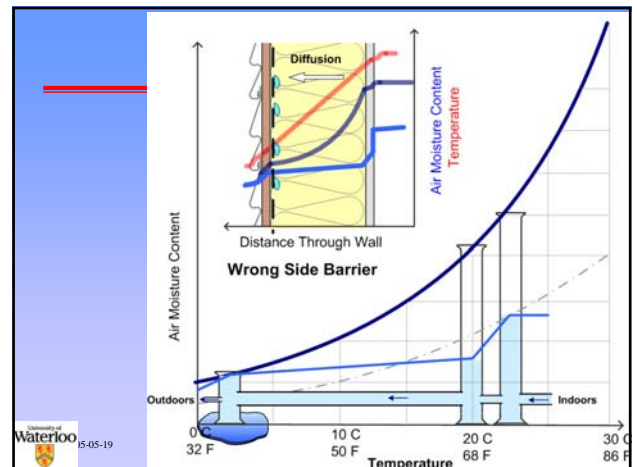 Diffusion
Air Moisture Content
Temperature
Distance Through Wall
Wrong Side Barrier
Air Moisture Content
Outdoors
Indoors
0 C
10 C
20 C
30 C
32 F
50 F
68 F
86 F
Temperature
University of
Waterloo
05-05-19